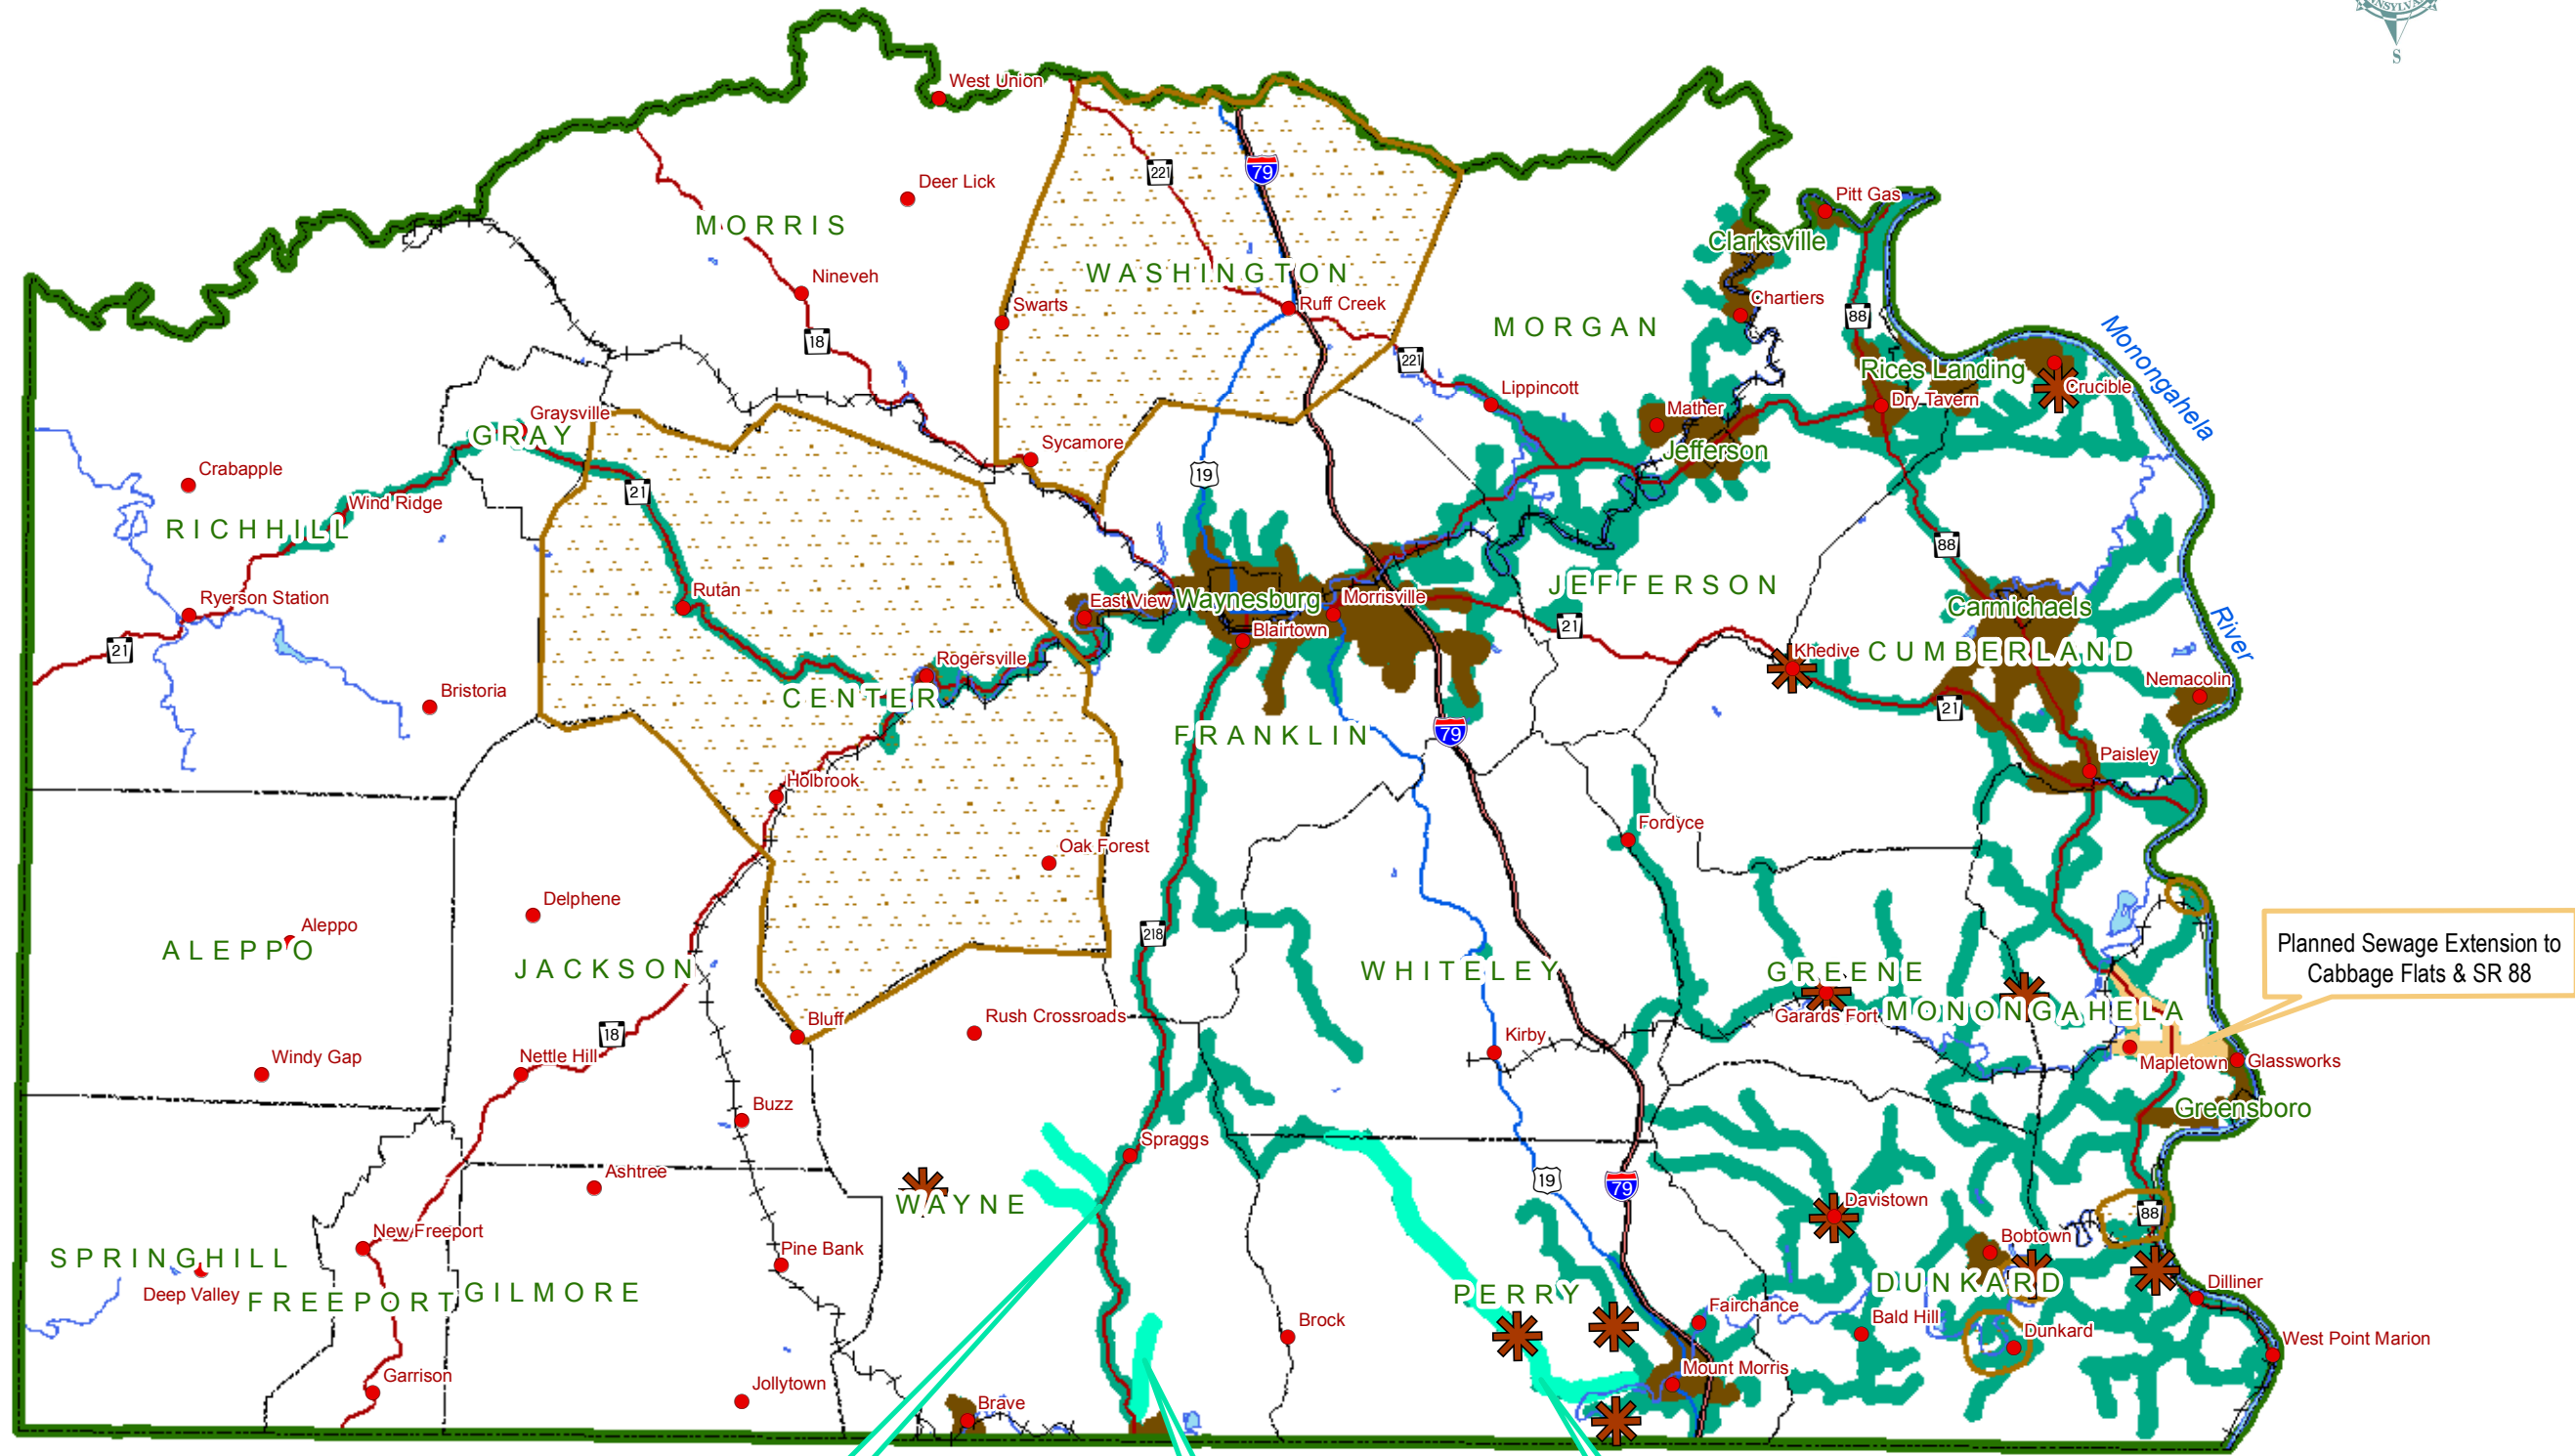 PENNSYLVANIA
S
West Union
221
79
Deer Lick
Pitt Gas
MORRIS
Clarksville
WASHINGTON
Nineveh
Chartiers
Swarts
Ruff Creek
88
MORGAN
Monongahela
18
221
Rices Landing
Crucible
Lippincott
Dry Tavern
Graysville
Mather
GRAY
Sycamore
Jefferson
Crabapple
19
21
Wind Ridge
RICHHILL
88
Rutan
JEFFERSON
Ryerson Station
East View
Waynesburg
Morrisville
Carmichaels
21
Blairtown
21
River
Khedive
CUMBERLAND
Rogersville
Nemacolin
Bristoria
CENTER
21
FRANKLIN
79
Paisley
Holbrook
Fordyce
Oak Forest
Delphene
Aleppo
218
Planned Sewage Extension to
Cabbage Flats & SR 88
ALEPPO
JACKSON
WHITELEY
GREENE
MONONGAHELA
Bluff
Rush Crossroads
Garards Fort
18
Kirby
Windy Gap
Nettle Hill
Mapletown
Glassworks
Buzz
Greensboro
Spraggs
Ashtree
19
79
WAYNE
Davistown
88
New Freeport
Bobtown
SPRINGHILL
Pine Bank
Deep Valley
FREEPORT
GILMORE
PERRY
DUNKARD
Dilliner
Fairchance
Brock
Bald Hill
Dunkard
West Point Marion
Garrison
Jollytown
Mount Morris
Brave